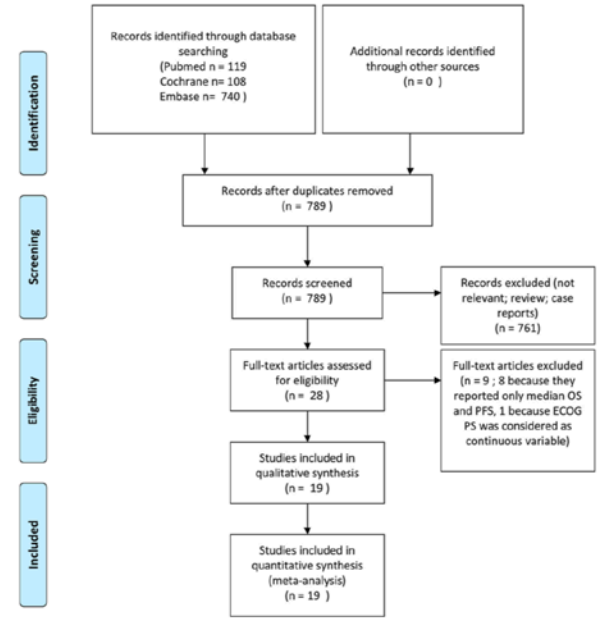 Records identified through database
searching
(Pubmed n = 119
Cochrane n= 108
Embase n= 740 )
Additional records identified
through other sources
(n = 0 )
Identification
Records after duplicates removed
(n = 789 )
Screening
Records screened
(n = 789 )
Records excluded (not
relevant; review; case
reports)
(n = 761)
Eligibility
Full-text articles assessed
for eligibility
(n = 28 )
Full-text articles excluded
(n = 9 ; 8 because they
reported only median OS
and PFS, 1 because ECOG
PS was considered as
continuous variable)
Studies included in
qualitative synthesis
(n = 19 )
Included
Studies included in
quantitative synthesis
(meta-analysis)
(n = 19 )